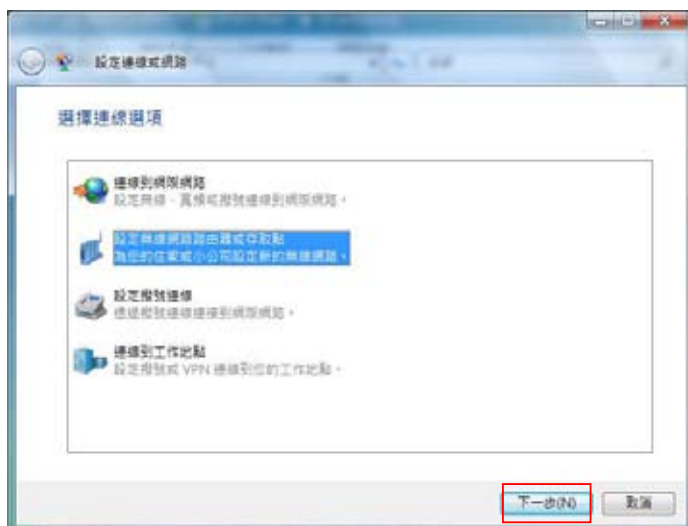 設定連線或網路
選擇連線選項
連線到網際網路
設定無線、寬頻或撥號連線到網際網路。
設定無線網路路由器或存取點
為您的住家或小公司設定新的無線網路。
設定撥號連線
透過撥號連線連接到網際網路。
連線到工作地點
設定撥號或 VPN 連線到您的工作地點。
下一步(N)
取消